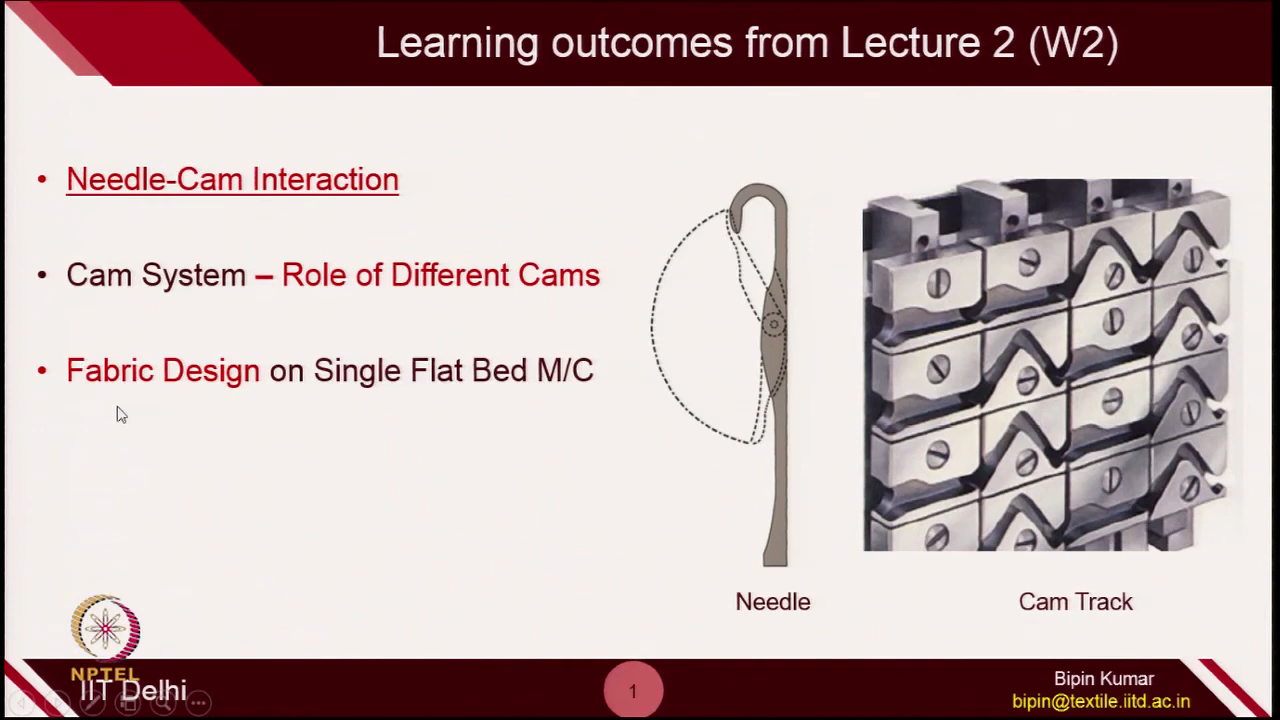 Learning outcomes from Lecture 2 (W2)
• Needle-Cam Interaction
• Cam System – Role of Different Cams
• Fabric Design on Single Flat Bed M/C
Needle
Cam Track
NPTEL
IIT Delhi
1
Bipin Kumar
bipin@textile.iitd.ac.in